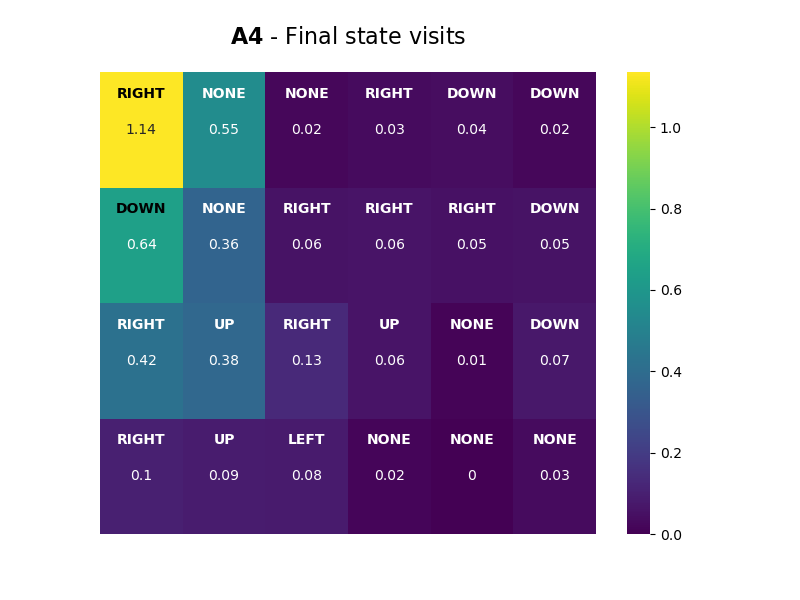 A4 - Final state visits
RIGHT NONE NONE RIGHT DOWN DOWN
1.14 0.55 0.02 0.03 0.04 0.02
DOWN NONE RIGHT RIGHT RIGHT DOWN
0.64 0.36 0.06 0.06 0.05 0.05
RIGHT UP RIGHT UP NONE DOWN
0.42 0.38 0.13 0.06 0.01 0.07
RIGHT UP LEFT NONE NONE NONE
0.1 0.09 0.08 0.02 0 0.03
1.0
0.8
0.6
0.4
0.2
0.0